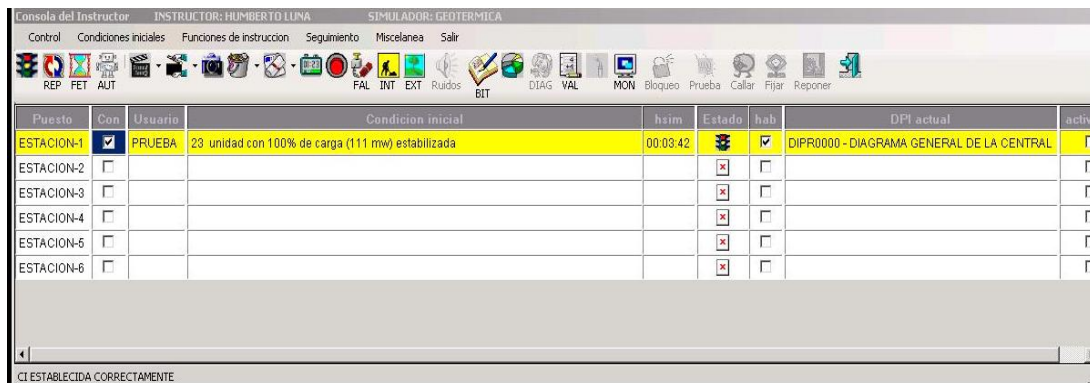 Consola del Instructor INSTRUCTOR: HUMBERTO LUNA SIMULADOR: GEOTERMICA
Control Condiciones iniciales Funciones de instruccion Seguimiento Miscelanea Salir
REP FET AUT FAL INT EXT Ruidos BIT DIAG VAL MON Bloqueo Prueba Callar Fijar Reponer
Puesto Con Usuario Condicion inicial hsim Estado hab DPI actual activ
ESTACION-1 PRUEBA 23 unidad con 100% de carga (111 mw) estabilizada 00:03:42 DIPR0000 - DIAGRAMA GENERAL DE LA CENTRAL
ESTACION-2
ESTACION-3
ESTACION-4
ESTACION-5
ESTACION-6
CI ESTABLECIDA CORRECTAMENTE